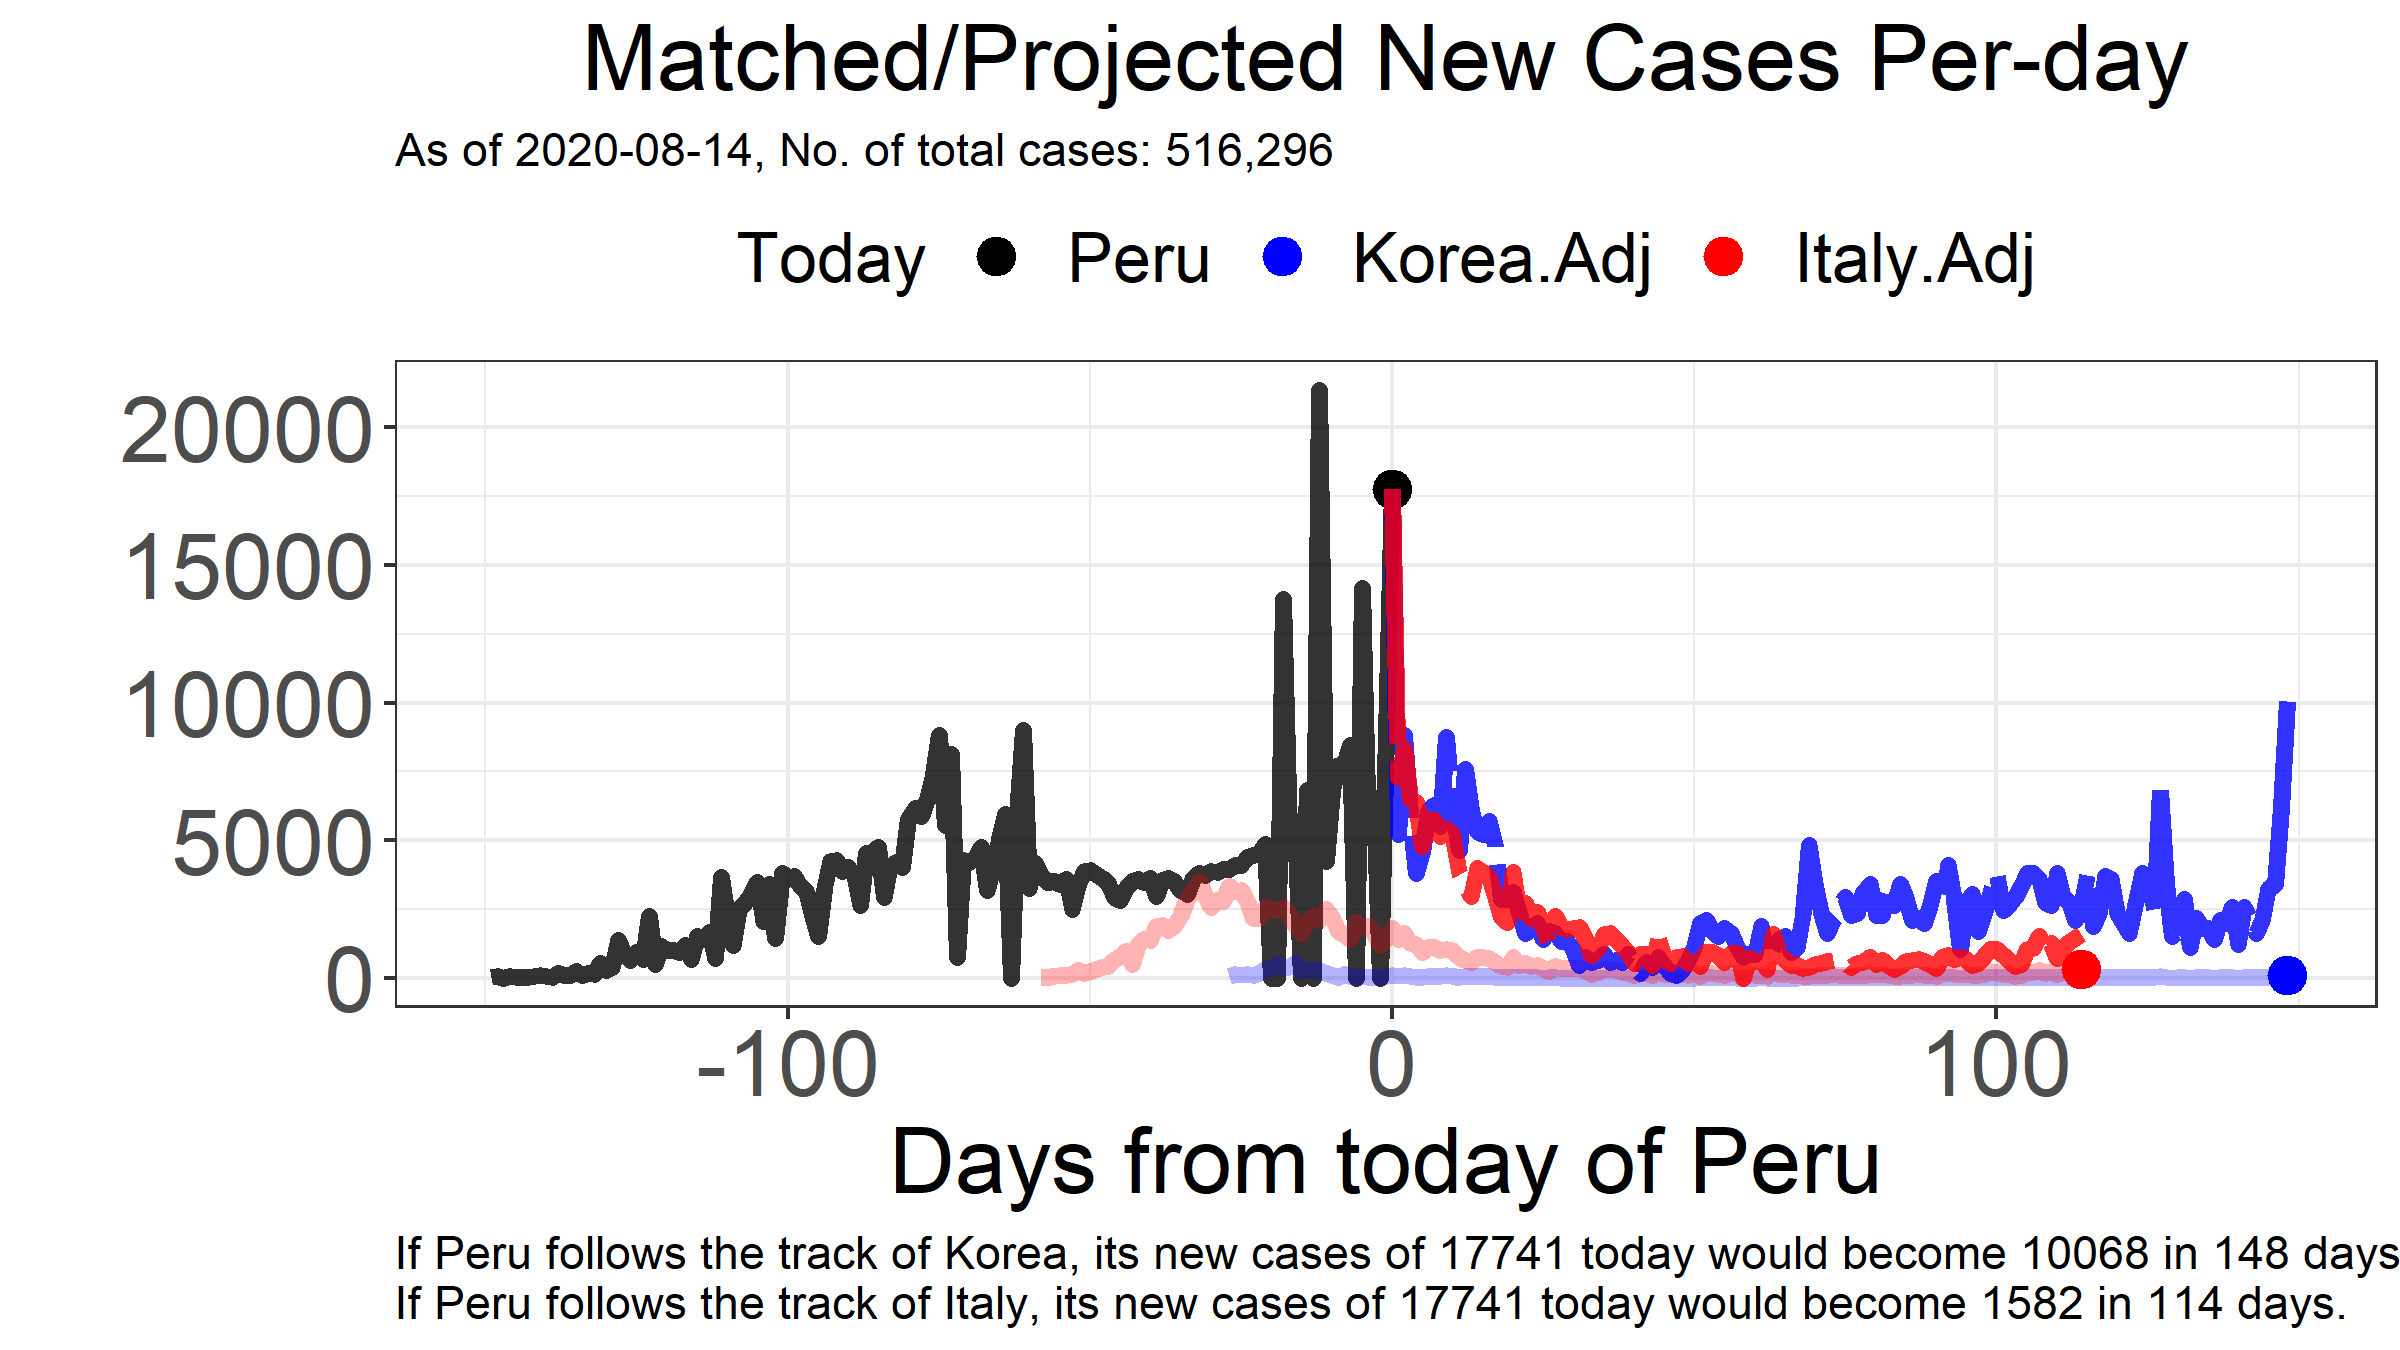 Matched/Projected New Cases Per-day
As of 2020-08-14, No. of total cases: 516,296
Today Peru Korea.Adj Italy.Adj
20000
15000
10000
5000
0
-100 0 100
Days from today of Peru
If Peru follows the track of Korea, its new cases of 17741 today would become 10068 in 148 days
If Peru follows the track of Italy, its new cases of 17741 today would become 1582 in 114 days.